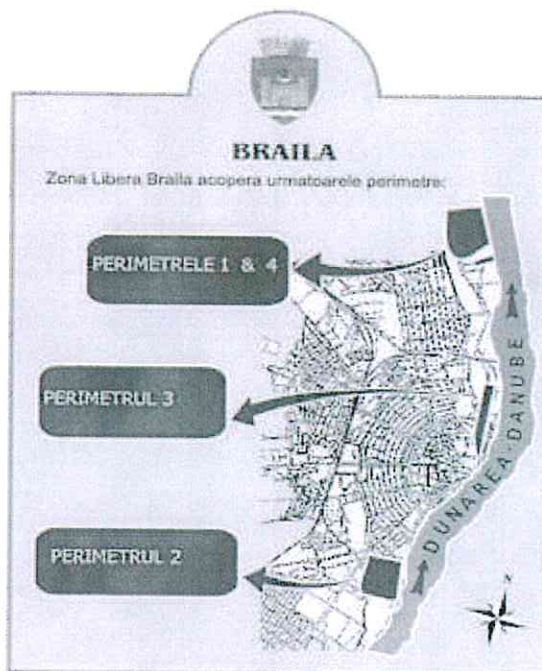 BRAILA
Zona Libera Braila acopera urmatoarele perimetre:
PERIMETRELE 1 & 4
PERIMETRUL 3
PERIMETRUL 2
DUNAREA - DANUBE
N